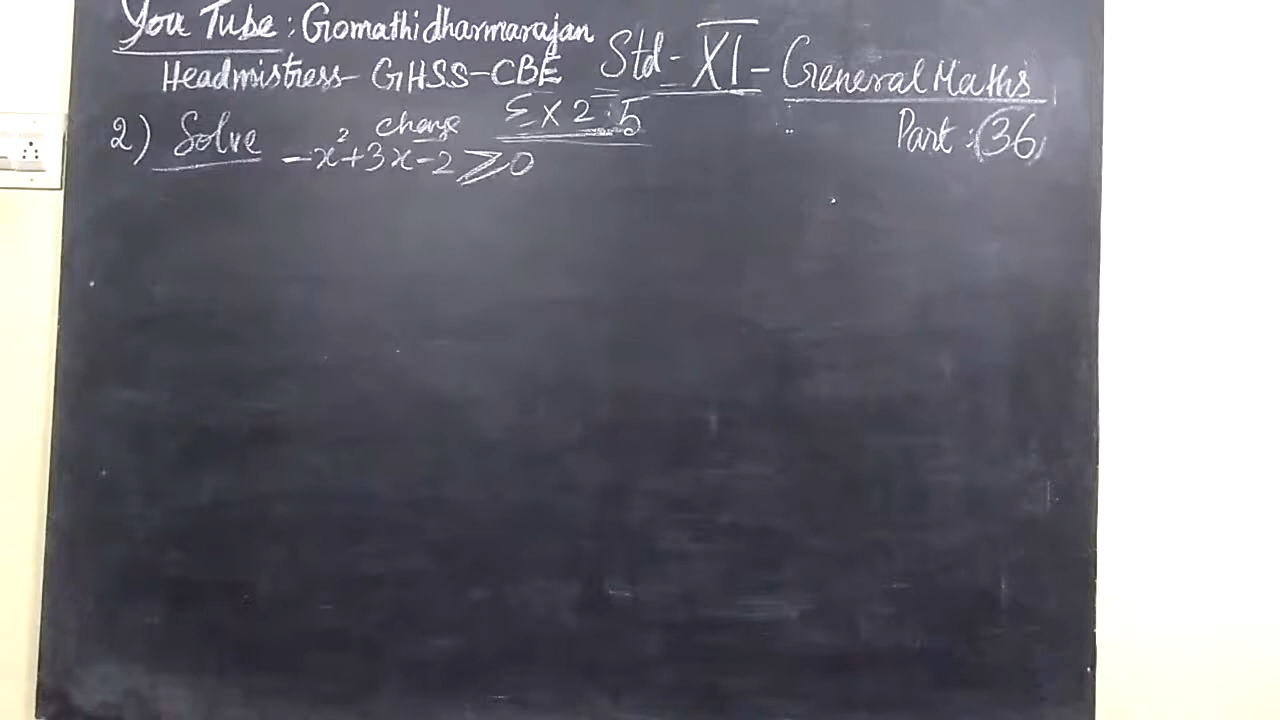 You Tube : Gomathidharmarajan
Headmistress - GHSS-CBE
Std - XI - General Maths
Ex 2.5
Part : 36
2) Solve
change
-x²+3x-2 ≥ 0